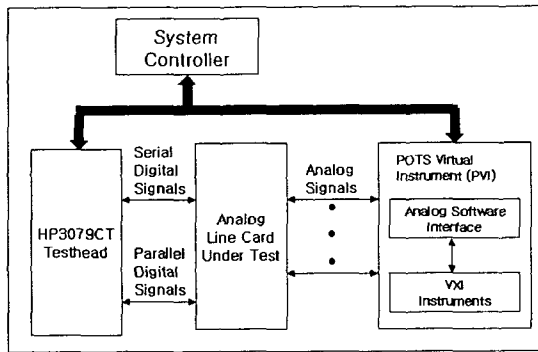 System
Controller
Serial
Digital
Signals
Analog
Signals
POTS Virtual
Instrument (PVI)
HP3079CT
Testhead
Analog
Line Card
Under Test
Analog Software
Interface
Parallel
Digital
Signals
VXI
Instruments